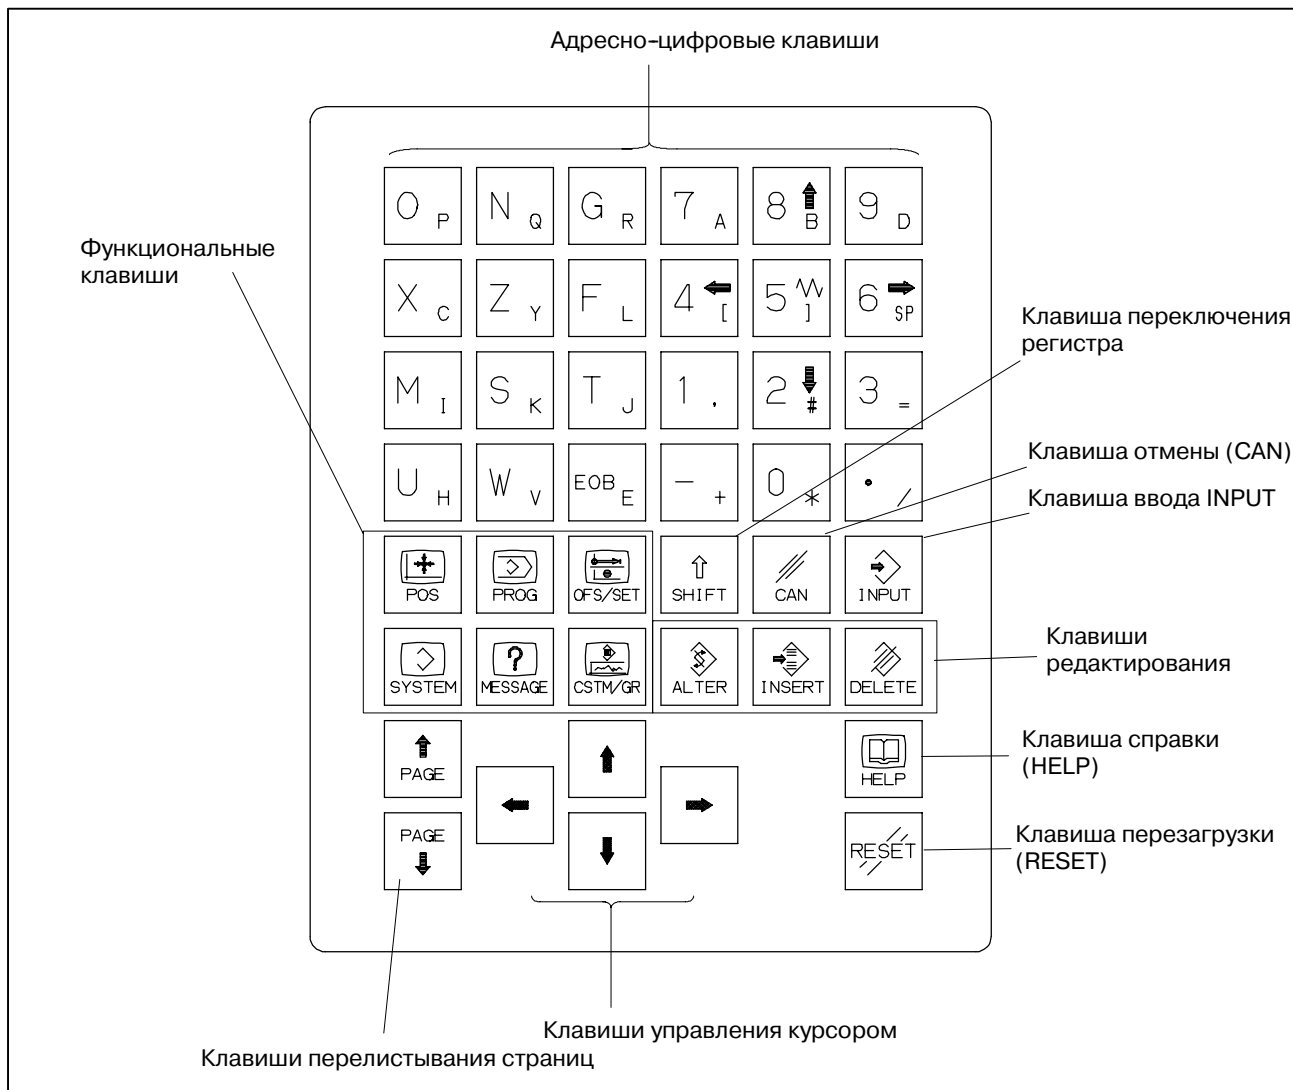 Адресно-цифровые клавиши
O P N Q G R 7 A 8 B 9 D
Функциональные
клавиши
X C Z Y F L 4 [ 5 ] 6 SP
Клавиша переключения
регистра
M I S K T J 1 , 2 # 3 =
Клавиша отмены (CAN)
U H W V EOB E - + 0 * . /
Клавиша ввода INPUT
POS PROG OFS/SET SHIFT CAN INPUT
Клавиши
редактирования
SYSTEM MESSAGE CSTM/GR ALTER INSERT DELETE
Клавиша справки
(HELP)
PAGE HELP
Клавиша перезагрузки
(RESET)
PAGE RESET
Клавиши управления курсором
Клавиши перелистывания страниц